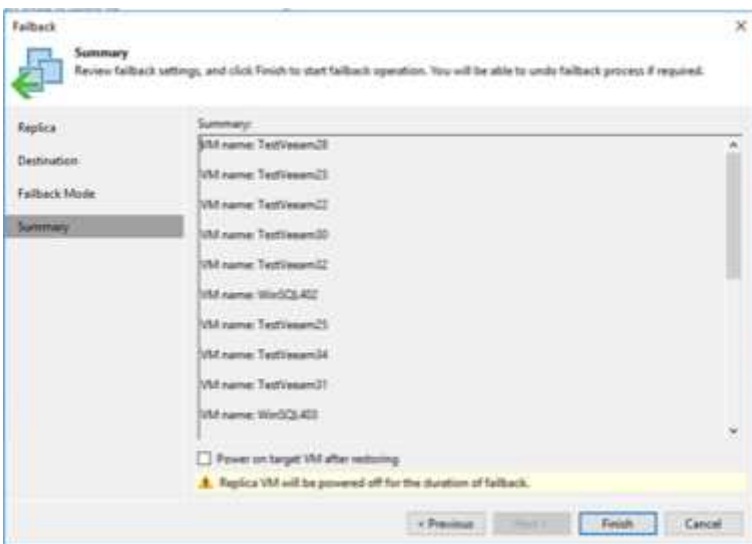 Failback
Summary
Review failback settings, and click Finish to start failback operation. You will be able to undo failback process if required.
Replica
Destination
Failback Mode
Summary
Summary:
VM name: TestVeeam28
VM name: TestVeeam23
VM name: TestVeeam22
VM name: TestVeeam30
VM name: TestVeeam32
VM name: WinSQL402
VM name: TestVeeam25
VM name: TestVeeam34
VM name: TestVeeam31
VM name: WinSQL403
Power on target VM after restoring
Replica VM will be powered off for the duration of failback.
< Previous
Next >
Finish
Cancel